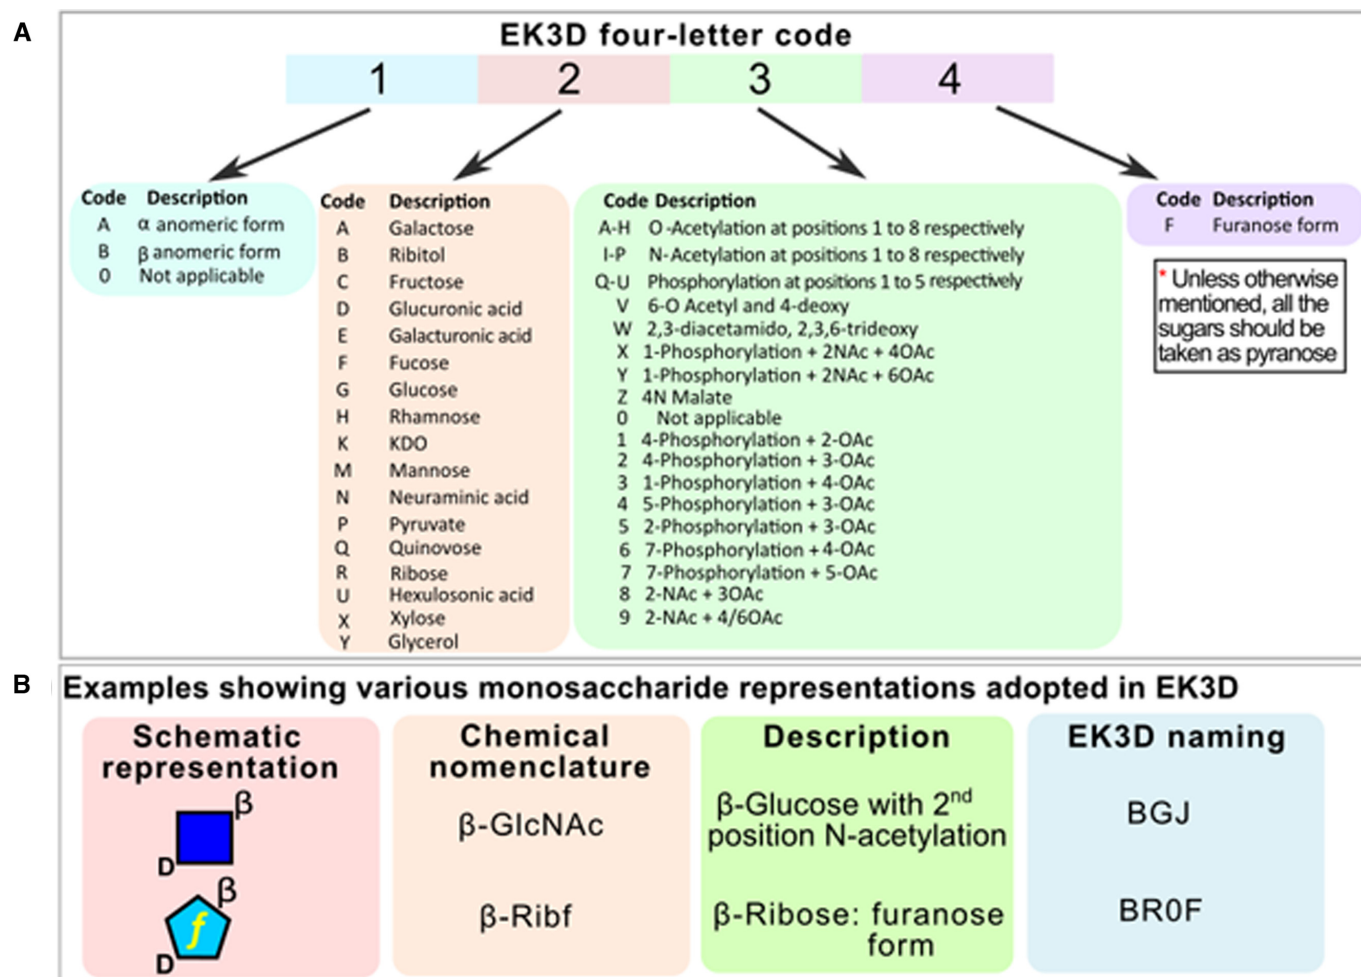 A
EK3D four-letter code
1 2 3 4
Code Description
A α anomeric form
B β anomeric form
0 Not applicable
Code Description
A Galactose
B Ribitol
C Fructose
D Glucuronic acid
E Galacturonic acid
F Fucose
G Glucose
H Rhamnose
K KDO
M Mannose
N Neuraminic acid
P Pyruvate
Q Quinovose
R Ribose
U Hexulosonic acid
X Xylose
Y Glycerol
Code Description
A-H O-Acetylation at positions 1 to 8 respectively
I-P N-Acetylation at positions 1 to 8 respectively
Q-U Phosphorylation at positions 1 to 5 respectively
V 6-O Acetyl and 4-deoxy
W 2,3-diacetamido, 2,3,6-trideoxy
X 1-Phosphorylation + 2NAc + 4OAc
Y 1-Phosphorylation + 2NAc + 6OAc
Z 4N Malate
0 Not applicable
1 4-Phosphorylation + 2-OAc
2 4-Phosphorylation + 3-OAc
3 1-Phosphorylation + 4-OAc
4 5-Phosphorylation + 3-OAc
5 2-Phosphorylation + 3-OAc
6 7-Phosphorylation + 4-OAc
7 7-Phosphorylation + 5-OAc
8 2-NAc + 3OAc
9 2-NAc + 4/6OAc
Code Description
F Furanose form
* Unless otherwise
mentioned, all the
sugars should be
taken as pyranose
B
Examples showing various monosaccharide representations adopted in EK3D
Schematic
representation
β
D
β
f
D
Chemical
nomenclature
β-GlcNAc
β-Ribf
Description
β-Glucose with 2nd
position N-acetylation
β-Ribose: furanose
form
EK3D naming
BGJ
BR0F